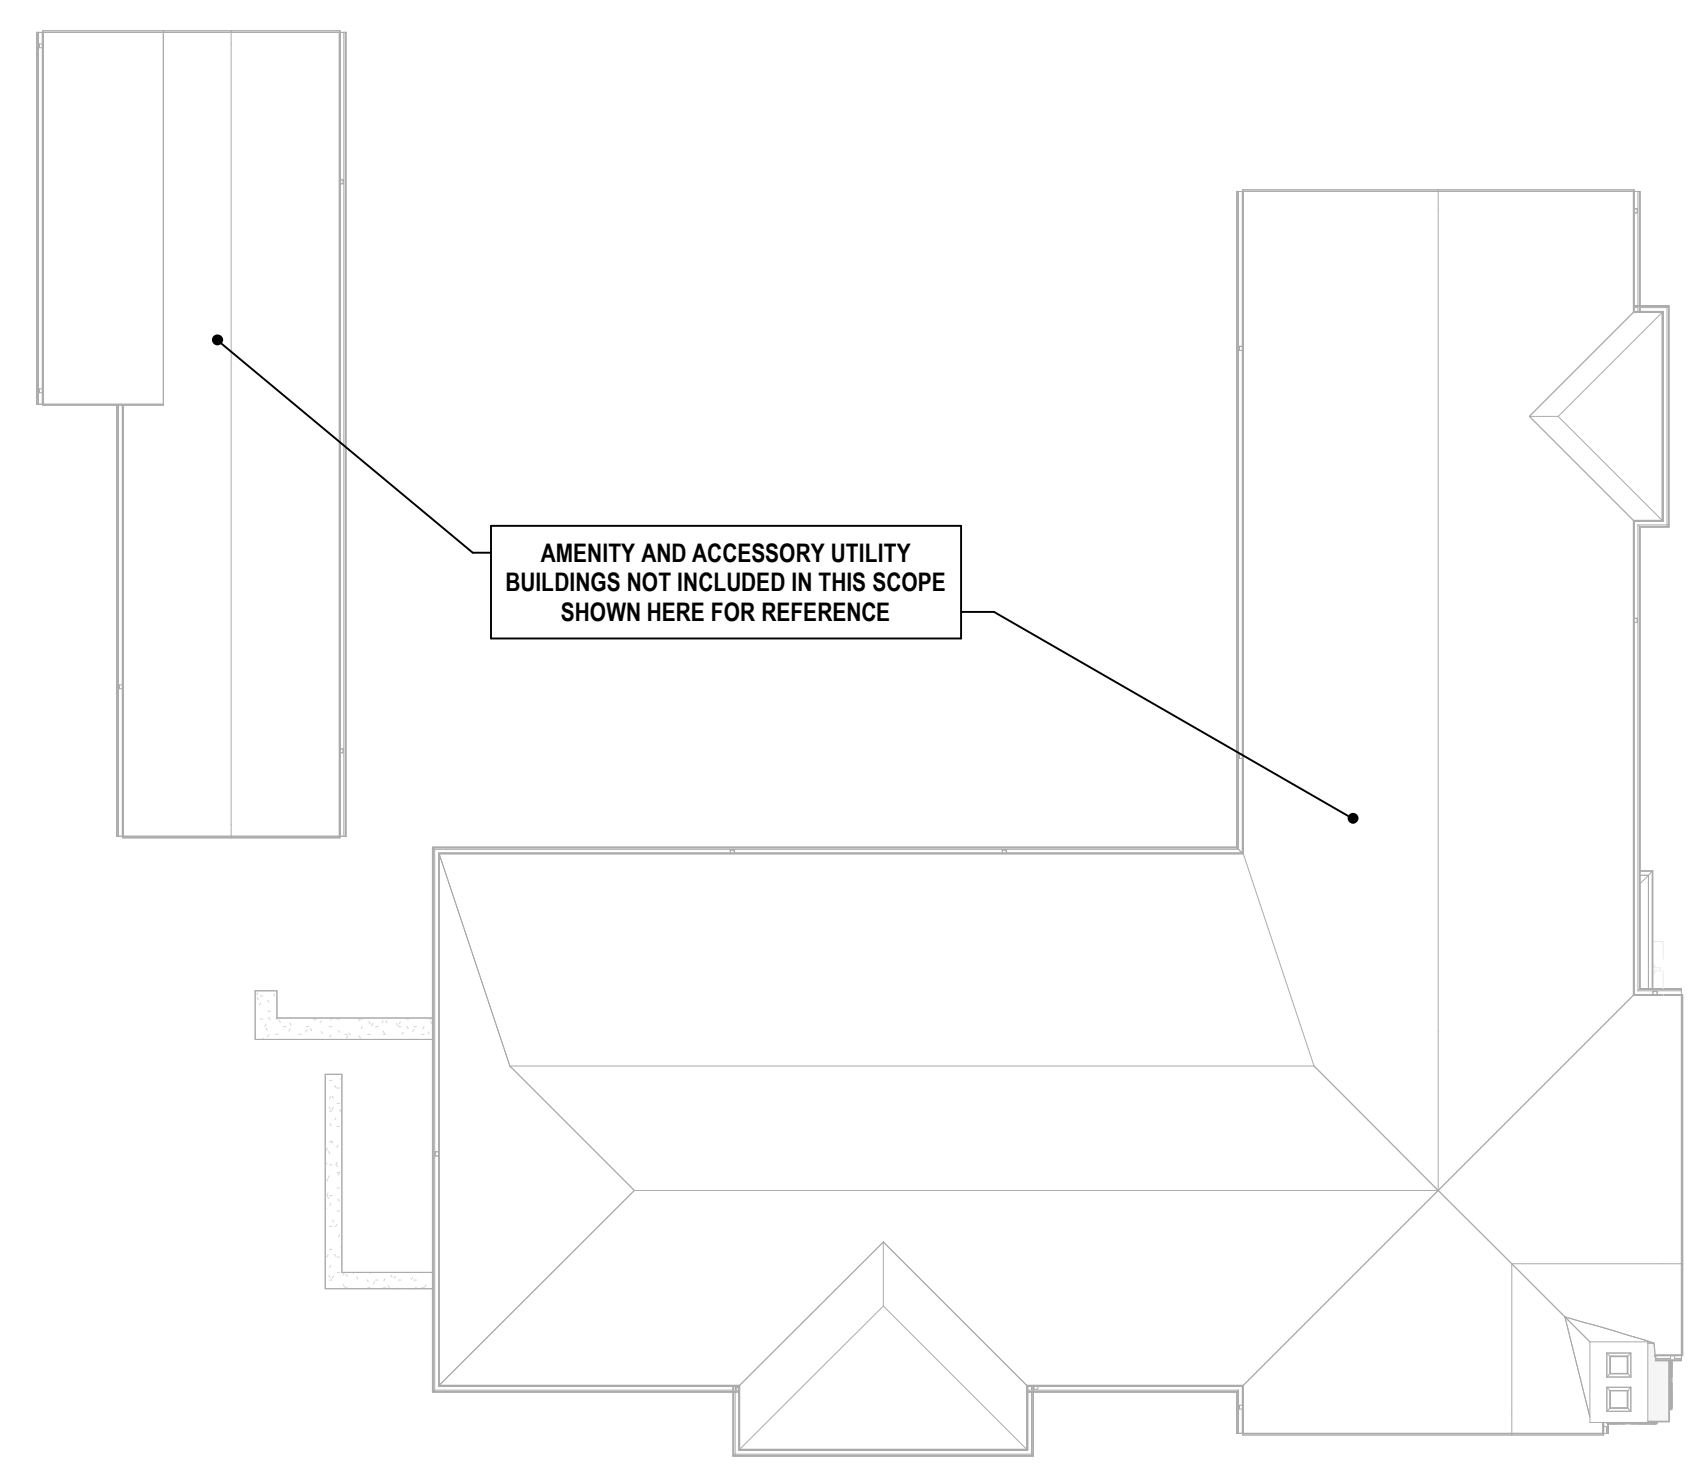 AMENITY AND ACCESSORY UTILITY
BUILDINGS NOT INCLUDED IN THIS SCOPE
SHOWN HERE FOR REFERENCE